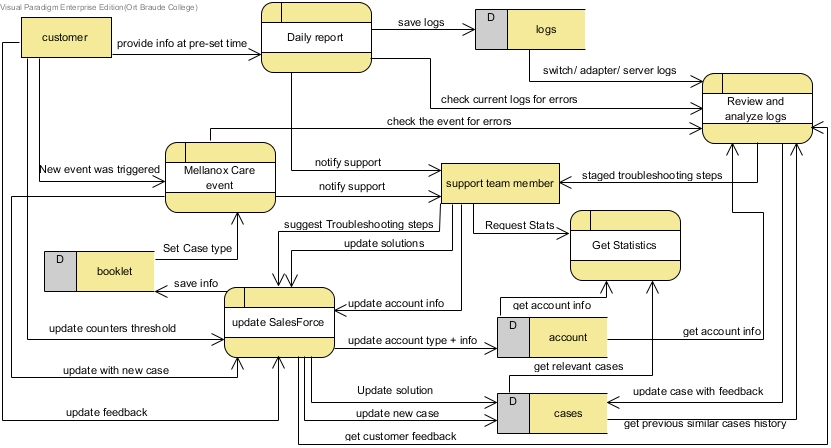 Visual Paradigm Enterprise Edition(Ort Braude College)
customer
provide info at pre-set time
Daily report
save logs
D
logs
switch/ adapter/ server logs
check current logs for errors
Review and
analyze logs
check the event for errors
New event was triggered
Mellanox Care
event
notify support
notify support
support team member
staged troubleshooting steps
suggest Troubleshooting steps
update solutions
Request Stats
Get Statistics
Set Case type
D
booklet
save info
update SalesForce
update account info
get account info
D
account
get account info
update counters threshold
update account type + info
get relevant cases
update with new case
Update solution
D
cases
update case with feedback
update feedback
update new case
get previous similar cases history
get customer feedback